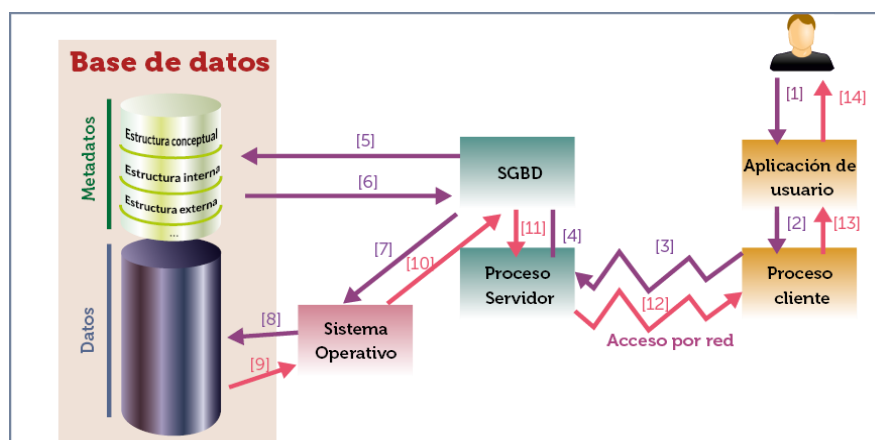 Base de datos
Metadatos
Estructura conceptual
Estructura interna
Estructura externa
...
Datos
[5]
[6]
SGBD
[7]
[10]
[11]
[4]
[8]
[9]
Sistema
Operativo
Proceso
Servidor
[3]
[12]
Acceso por red
[1]
[14]
Aplicación de
usuario
[2]
[13]
Proceso
cliente